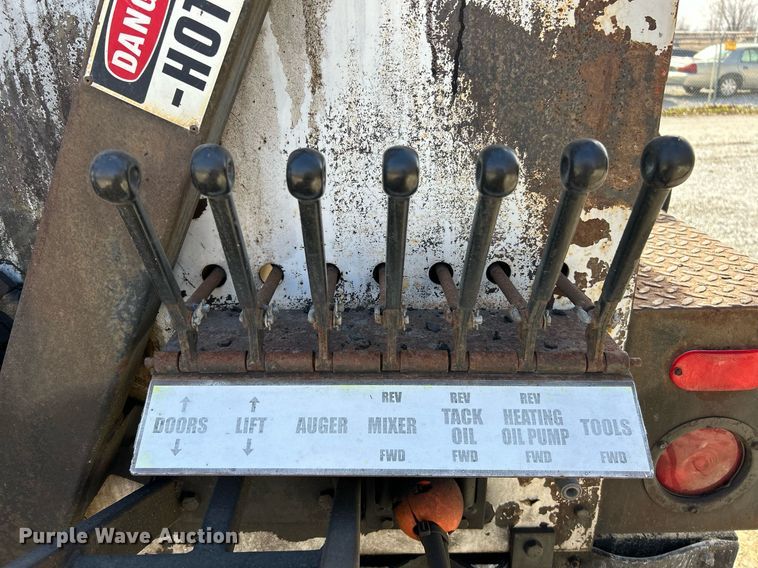 DANG
-HOT
REV REV REV
DOORS LIFT AUGER MIXER TACK OIL HEATING OIL PUMP TOOLS
FWD FWD FWD FWD
Purple Wave Auction